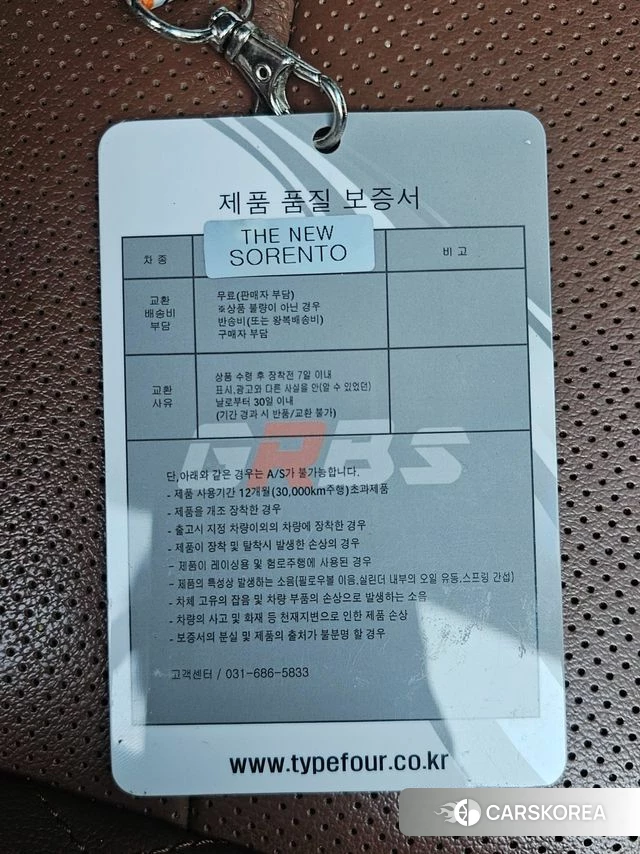 제품 품질 보증서
차 종
THE NEW
SORENTO
비 고
교환
배송비
부담
무료(판매자 부담)
※상품 불량이 아닌 경우
반송비(또는 왕복배송비)
구매자 부담
교환
사유
상품 수령 후 장착전 7일 이내
표시,광고와 다른 사실을 안(알 수 있었던)
날로부터 30일 이내
(기간 경과 시 반품/교환 불가)
단,아래와 같은 경우는 A/S가 불가능합니다.
- 제품 사용기간 12개월(30,000km주행)초과제품
- 제품을 개조 장착한 경우
- 출고시 지정 차량이외의 차량에 장착한 경우
- 제품이 장착 및 탈착시 발생한 손상의 경우
- 제품이 레이싱용 및 험로주행에 사용된 경우
- 제품의 특성상 발생하는 소음(필로우볼 이음,실린더 내부의 오일 유동,스프링 간섭)
- 차체 고유의 잡음 및 차량 부품의 손상으로 발생하는 소음
- 차량의 사고 및 화재 등 천재지변으로 인한 제품 손상
- 보증서의 분실 및 제품의 출처가 불분명 할 경우
고객센터 / 031-686-5833
www.typefour.co.kr
CARSKOREA